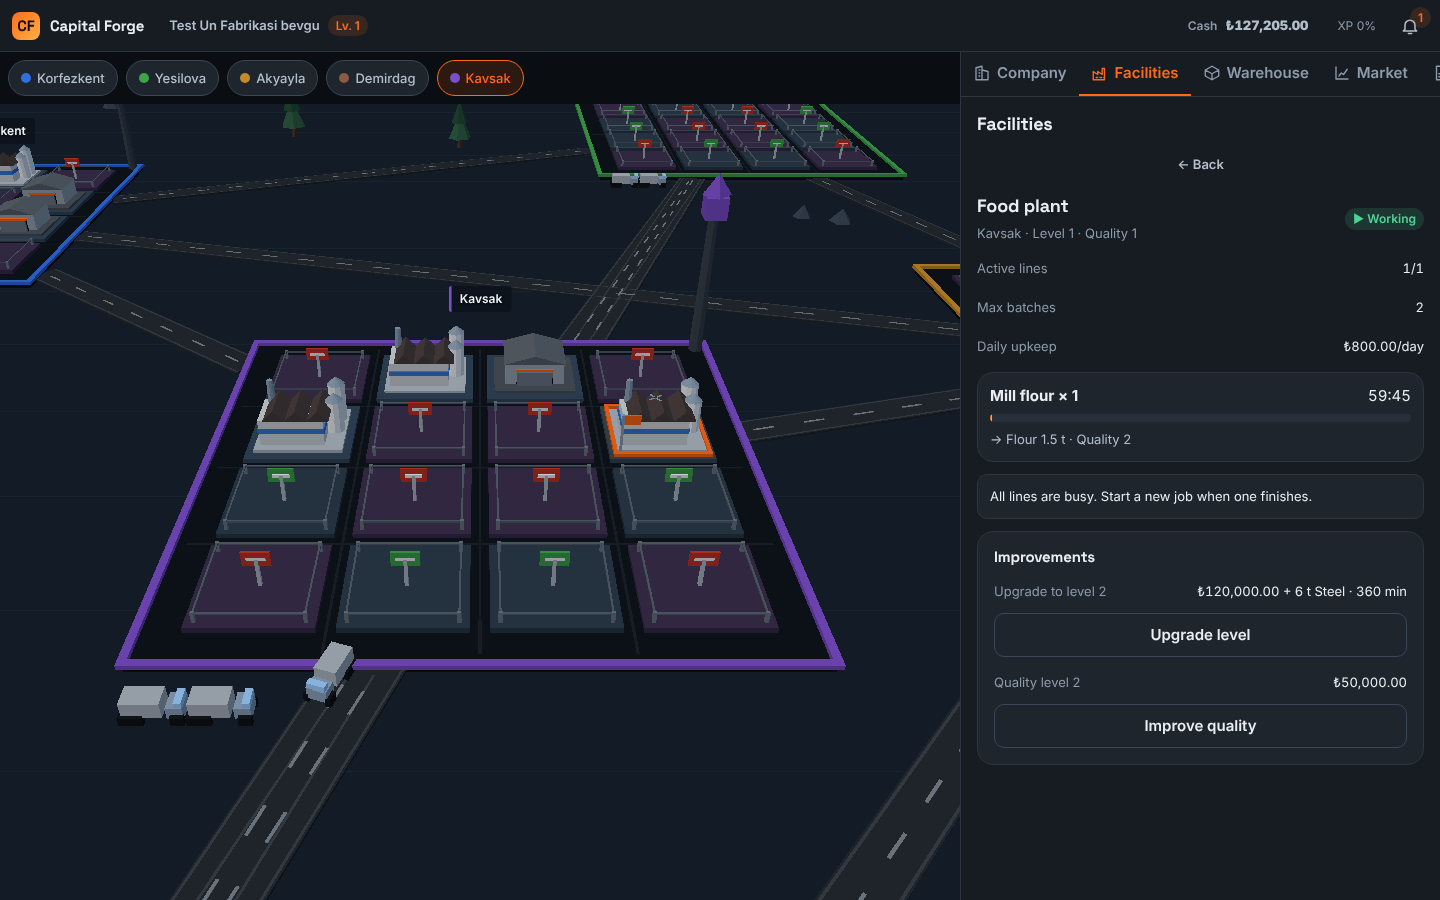 CF Capital Forge Test Un Fabrikasi bevgu Lv. 1 Cash ₺127,205.00 XP 0% 1
Korfezkent Yesilova Akyayla Demirdag Kavsak
Company Facilities Warehouse Market
kent
Kavsak
Facilities
← Back
Food plant
Working
Kavsak · Level 1 · Quality 1
Active lines 1/1
Max batches 2
Daily upkeep ₺800.00/day
Mill flour × 1 59:45
→ Flour 1.5 t · Quality 2
All lines are busy. Start a new job when one finishes.
Improvements
Upgrade to level 2 ₺120,000.00 + 6 t Steel · 360 min
Upgrade level
Quality level 2 ₺50,000.00
Improve quality